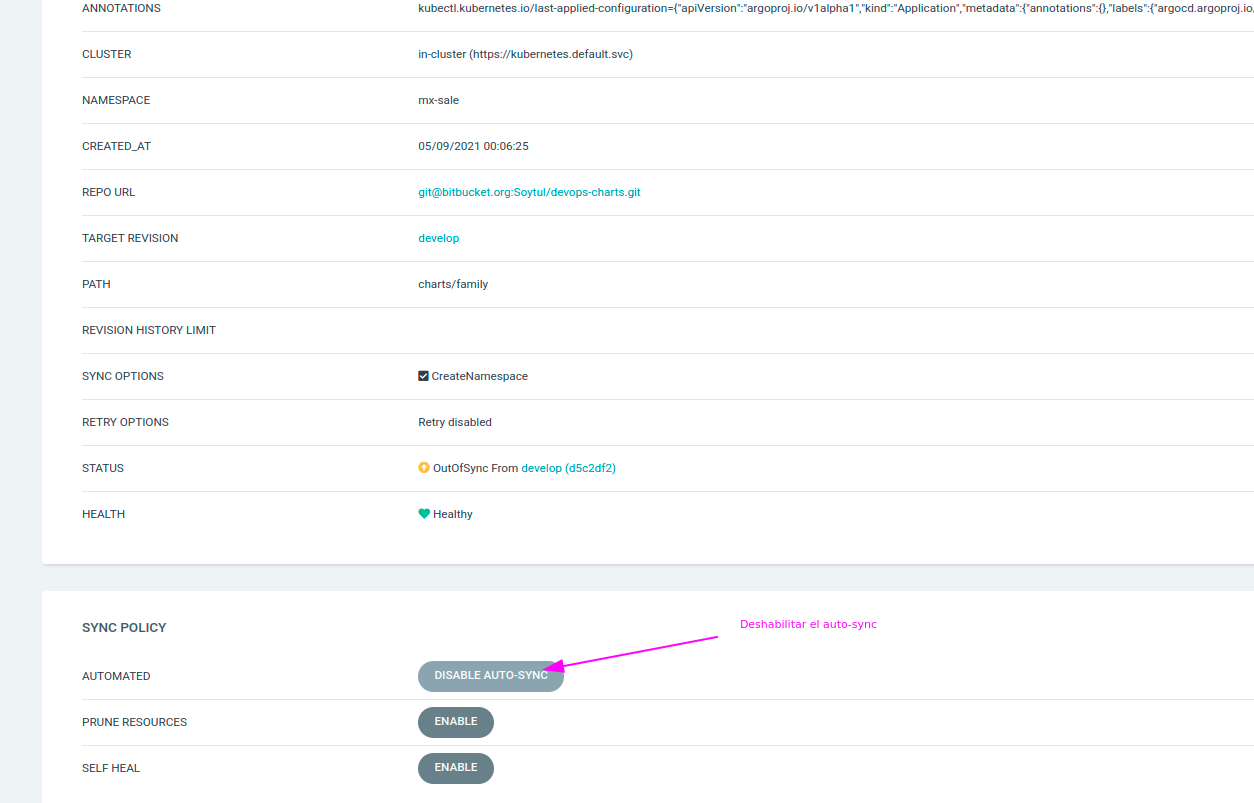 ANNOTATIONS kubectl.kubernetes.io/last-applied-configuration={"apiVersion":"argoproj.io/v1alpha1","kind":"Application","metadata":{"annotations":{},"labels":{"argocd.argoproj.io,
CLUSTER in-cluster (https://kubernetes.default.svc)
NAMESPACE mx-sale
CREATED_AT 05/09/2021 00:06:25
REPO URL git@bitbucket.org:Soytul/devops-charts.git
TARGET REVISION develop
PATH charts/family
REVISION HISTORY LIMIT
SYNC OPTIONS CreateNamespace
RETRY OPTIONS Retry disabled
STATUS OutOfSync From develop (d5c2df2)
HEALTH Healthy
SYNC POLICY
Deshabilitar el auto-sync
AUTOMATED DISABLE AUTO-SYNC
PRUNE RESOURCES ENABLE
SELF HEAL ENABLE